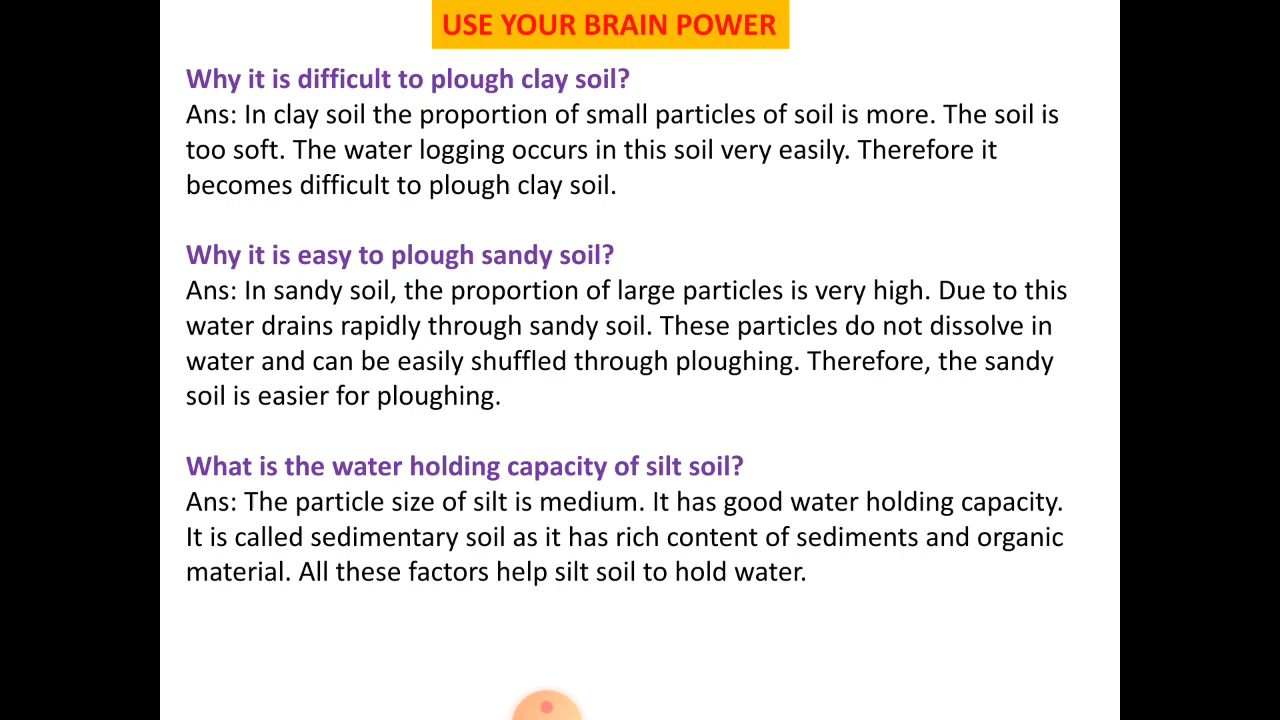 USE YOUR BRAIN POWER
Why it is difficult to plough clay soil?
Ans: In clay soil the proportion of small particles of soil is more. The soil is
too soft. The water logging occurs in this soil very easily. Therefore it
becomes difficult to plough clay soil.
Why it is easy to plough sandy soil?
Ans: In sandy soil, the proportion of large particles is very high. Due to this
water drains rapidly through sandy soil. These particles do not dissolve in
water and can be easily shuffled through ploughing. Therefore, the sandy
soil is easier for ploughing.
What is the water holding capacity of silt soil?
Ans: The particle size of silt is medium. It has good water holding capacity.
It is called sedimentary soil as it has rich content of sediments and organic
material. All these factors help silt soil to hold water.